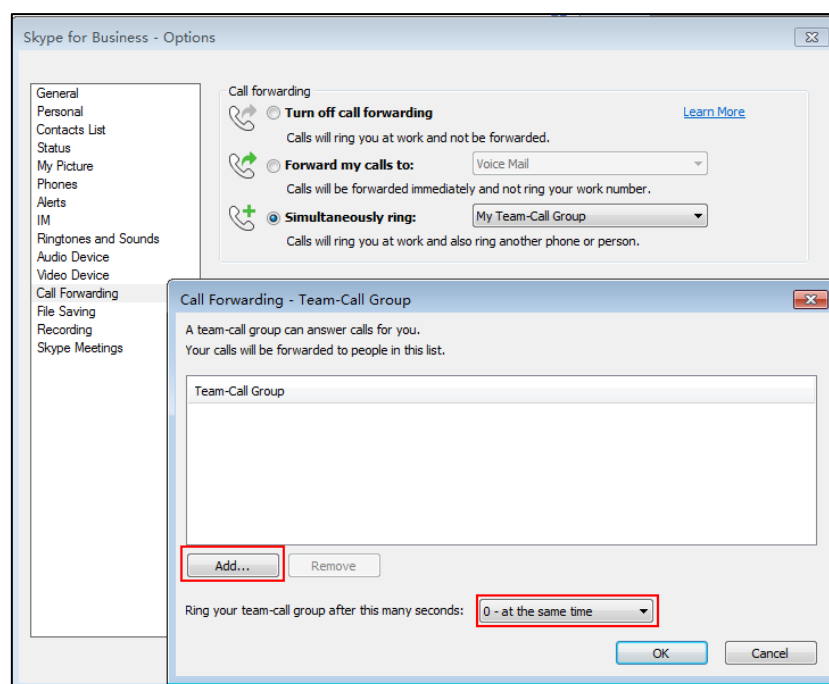 Skype for Business - Options
General
Personal
Contacts List
Status
My Picture
Phones
Alerts
IM
Ringtones and Sounds
Audio Device
Video Device
Call Forwarding
File Saving
Recording
Skype Meetings
Call forwarding
Turn off call forwarding Learn More
Calls will ring you at work and not be forwarded.
Forward my calls to: Voice Mail
Calls will be forwarded immediately and not ring your work number.
Simultaneously ring: My Team-Call Group
Calls will ring you at work and also ring another phone or person.
Call Forwarding - Team-Call Group
A team-call group can answer calls for you.
Your calls will be forwarded to people in this list.
Team-Call Group
Add... Remove
Ring your team-call group after this many seconds: 0 - at the same time
OK Cancel